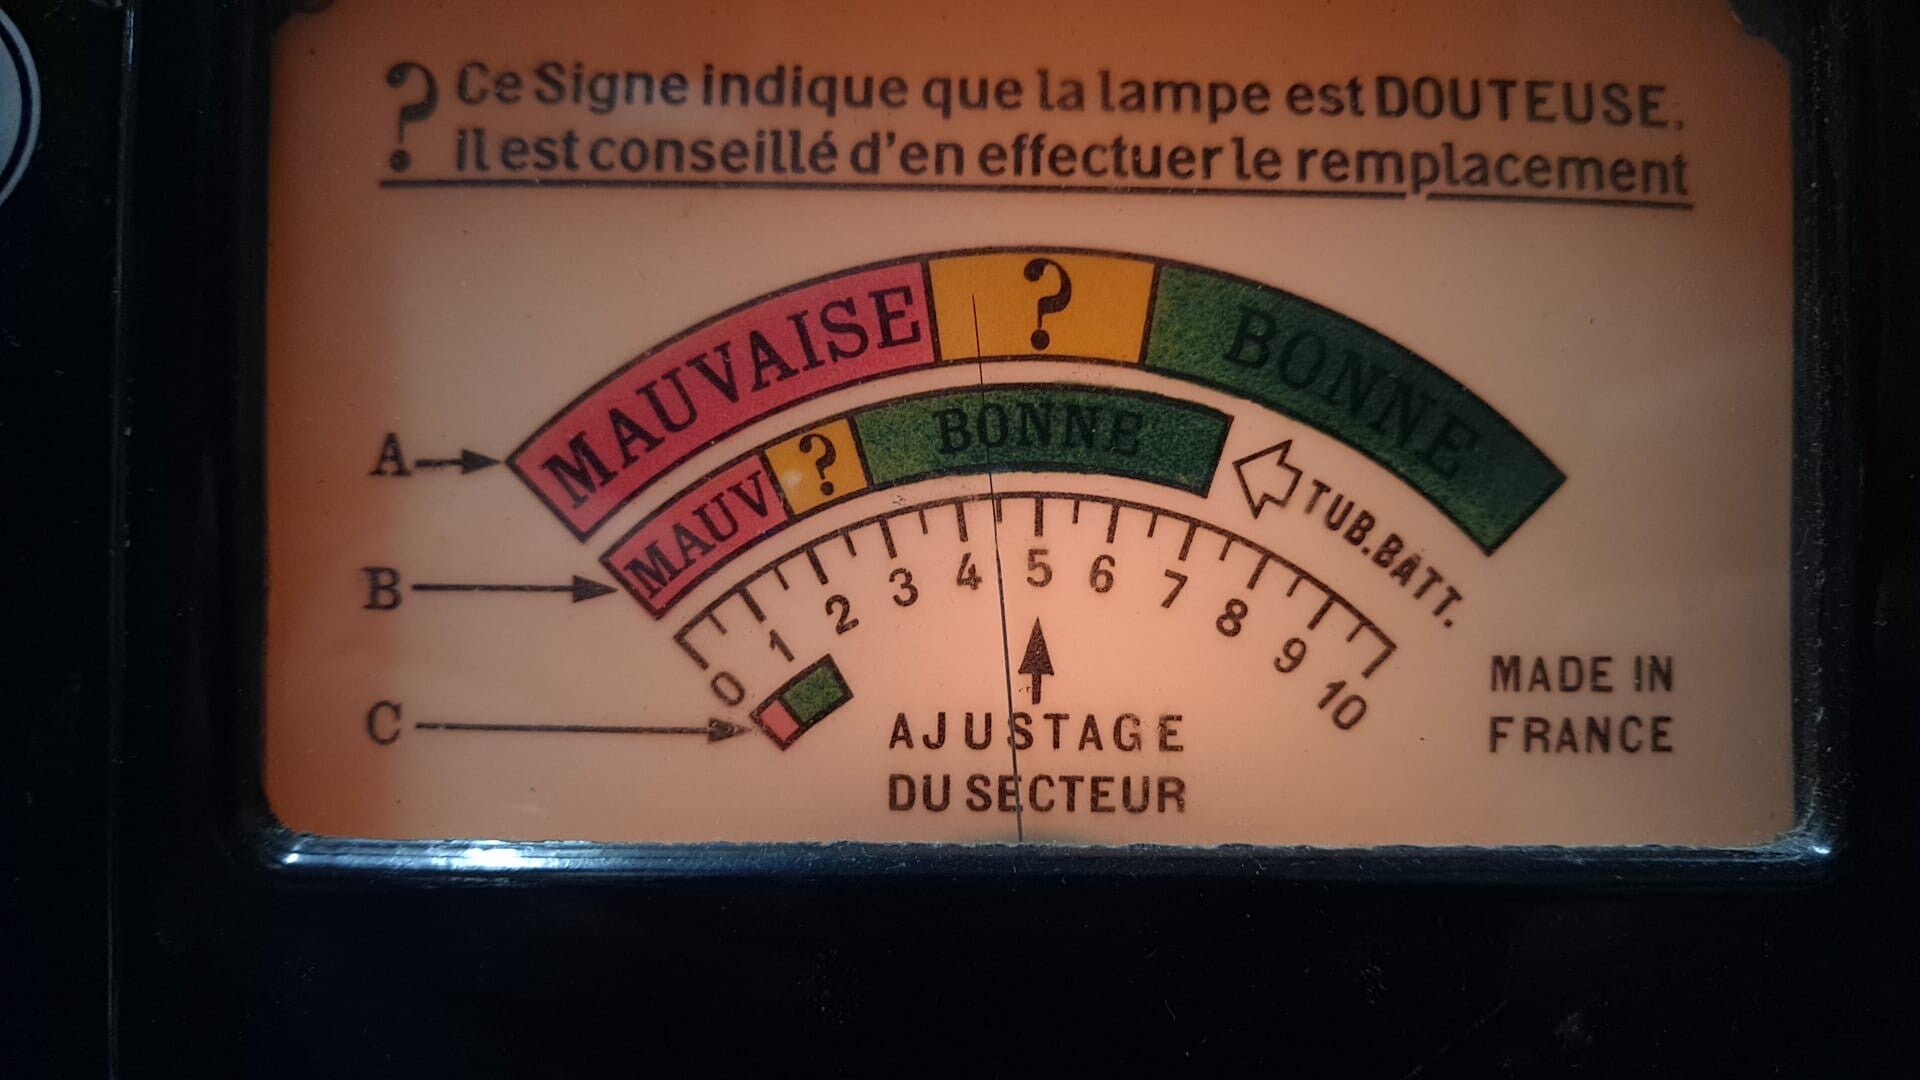 ? Ce Signe indique que la lampe est DOUTEUSE.
il est conseillé d'en effectuer le remplacement
MAUVAISE ? BONNE
A
MAUV ? BONNE
TUB.BATT.
B
0 1 2 3 4 5 6 7 8 9 10
C
AJUSTAGE
DU SECTEUR
MADE IN
FRANCE